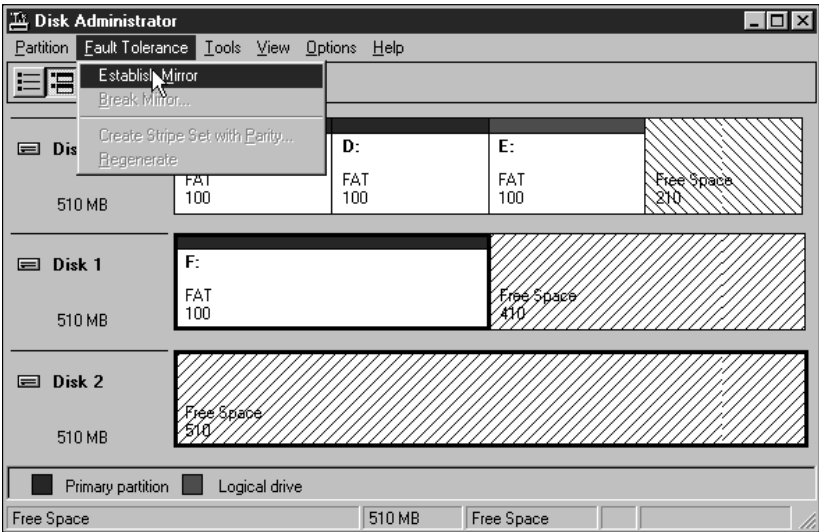 Disk Administrator
Partition Fault Tolerance Tools View Options Help
Establish Mirror
Break Mirror...
Create Stripe Set with Parity...
Regenerate
Dis
510 MB
FAT
100
D:
FAT
100
E:
FAT
100
Free Space
210
Disk 1
510 MB
F:
FAT
100
Free Space
410
Disk 2
510 MB
Free Space
510
Primary partition Logical drive
Free Space 510 MB Free Space